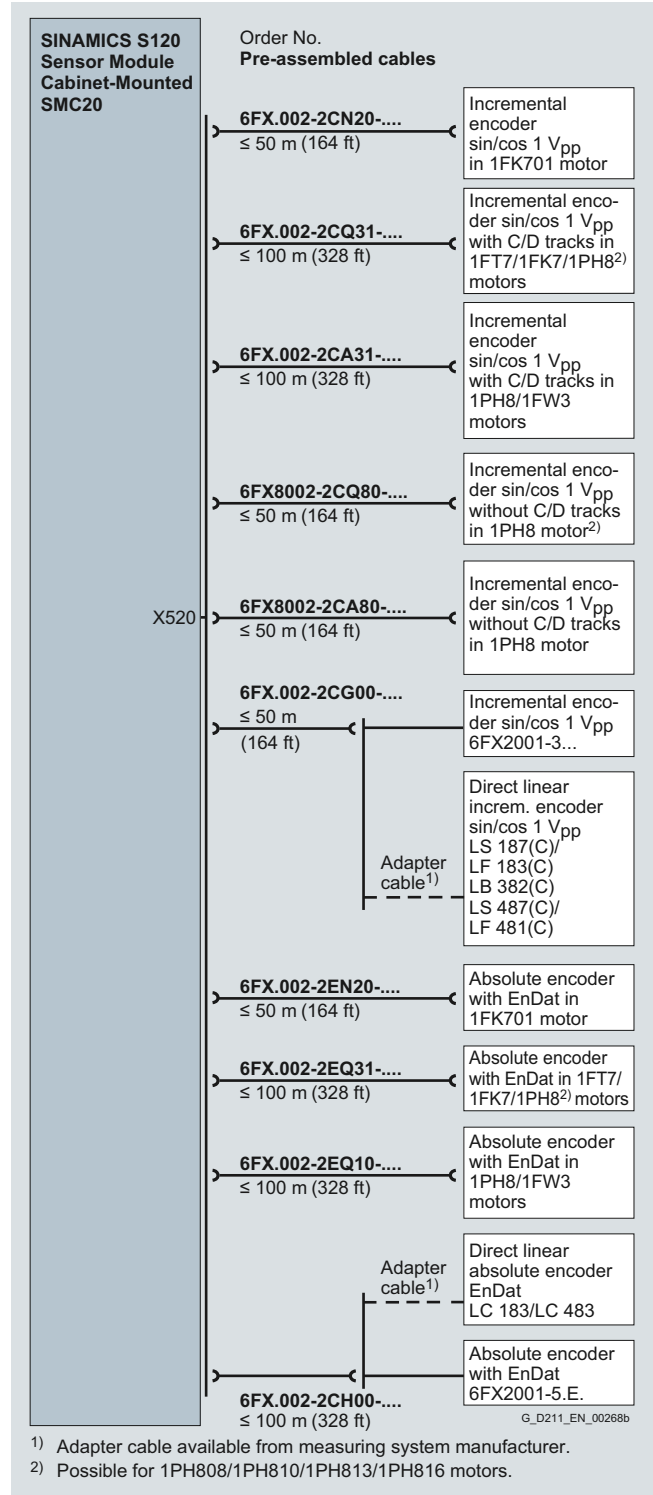 SINAMICS S120
Sensor Module
Cabinet-Mounted
SMC20
Order No.
Pre-assembled cables
6FX.002-2CN20-....
≤ 50 m (164 ft)
Incremental
encoder
sin/cos 1 Vpp
in 1FK701 motor
6FX.002-2CQ31-....
≤ 100 m (328 ft)
Incremental enco-
der sin/cos 1 Vpp
with C/D tracks in
1FT7/1FK7/1PH8²⁾
motors
6FX.002-2CA31-....
≤ 100 m (328 ft)
Incremental
encoder
sin/cos 1 Vpp
with C/D tracks in
1PH8/1FW3
motors
6FX8002-2CQ80-....
≤ 50 m (164 ft)
Incremental enco-
der sin/cos 1 Vpp
without C/D tracks
in 1PH8 motor²⁾
X520
6FX8002-2CA80-....
≤ 50 m (164 ft)
Incremental enco-
der sin/cos 1 Vpp
without C/D tracks
in 1PH8 motor
6FX.002-2CG00-....
≤ 50 m
(164 ft)
Incremental enco-
der sin/cos 1 Vpp
6FX2001-3...
Adapter
cable¹⁾
Direct linear
increm. encoder
sin/cos 1 Vpp
LS 187(C)/
LF 183(C)
LB 382(C)
LS 487(C)/
LF 481(C)
6FX.002-2EN20-....
≤ 50 m (164 ft)
Absolute encoder
with EnDat in
1FK701 motor
6FX.002-2EQ31-....
≤ 100 m (328 ft)
Absolute encoder
with EnDat in 1FT7/
1FK7/1PH8²⁾ motors
6FX.002-2EQ10-....
≤ 100 m (328 ft)
Absolute encoder
with EnDat in
1PH8/1FW3
motors
Adapter
cable¹⁾
Direct linear
absolute encoder
EnDat
LC 183/LC 483
6FX.002-2CH00-....
≤ 100 m (328 ft)
Absolute encoder
with EnDat
6FX2001-5.E.
G_D211_EN_00268b
¹⁾ Adapter cable available from measuring system manufacturer.
²⁾ Possible for 1PH808/1PH810/1PH813/1PH816 motors.